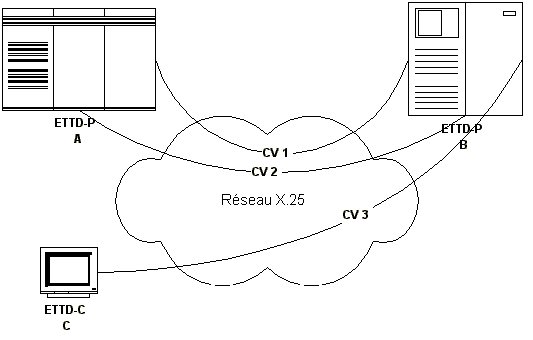 ETTD-P
A
ETTD-P
B
CV 1
CV 2
Réseau X.25
CV 3
ETTD-C
C